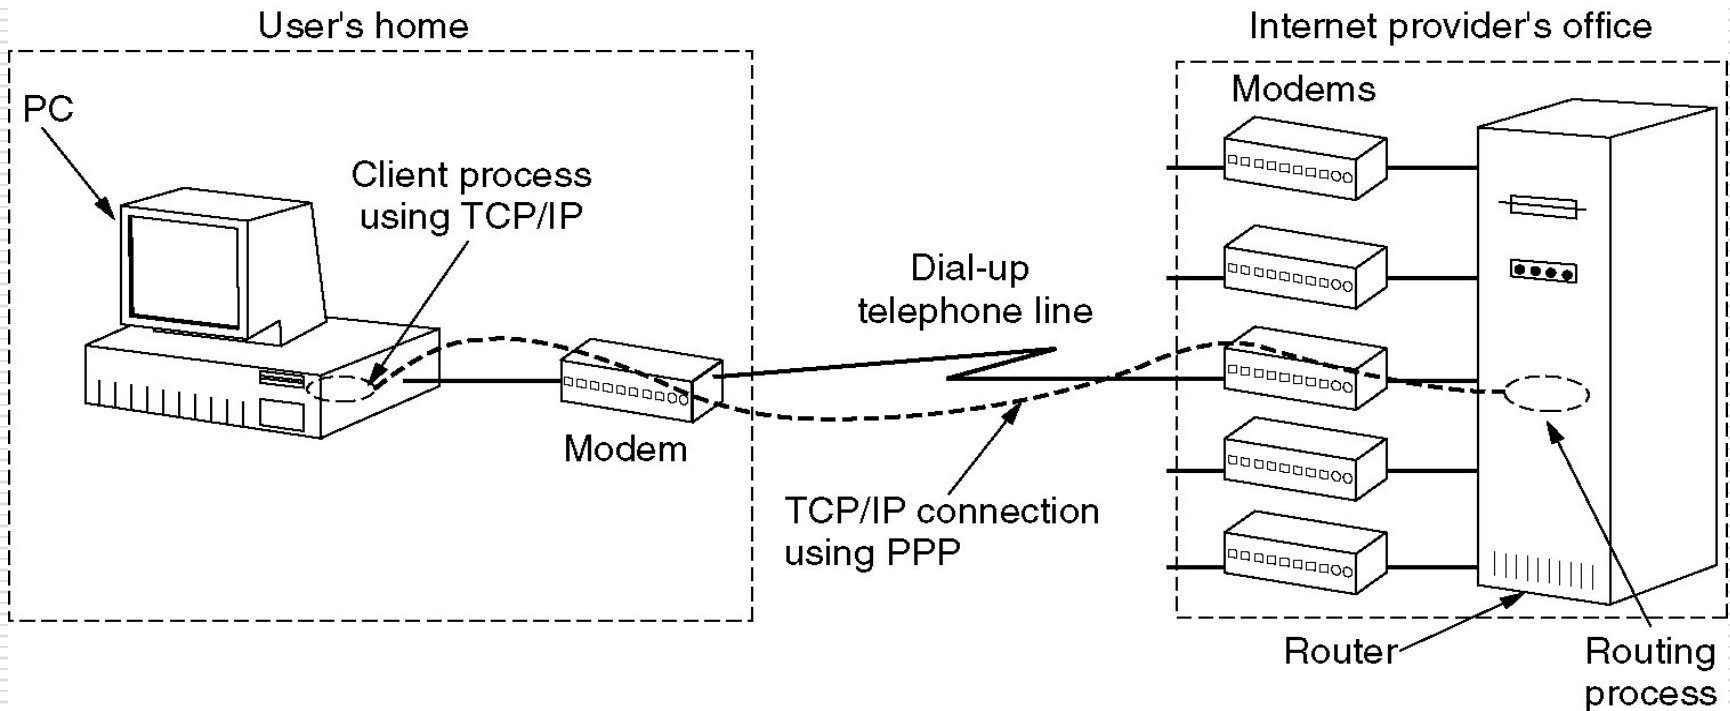 User's home
Internet provider's office
PC
Modems
Client process
using TCP/IP
Dial-up
telephone line
Modem
TCP/IP connection
using PPP
Router
Routing
process